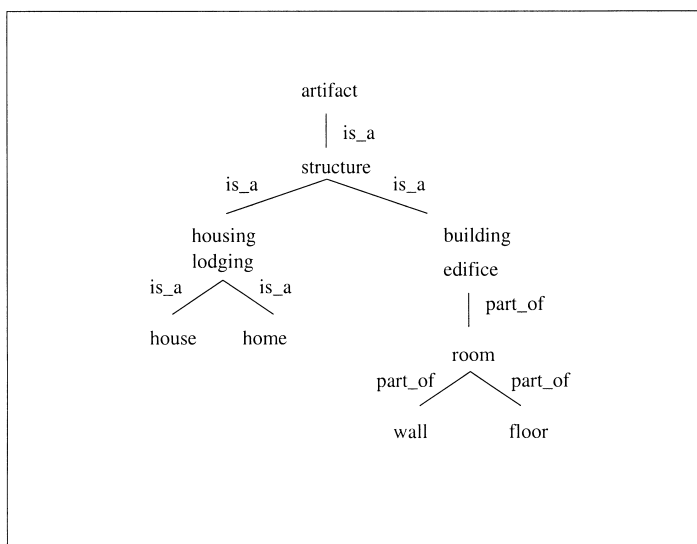 artifact
is_a
structure
is_a is_a
housing building
lodging edifice
is_a is_a
part_of
house home
room
part_of part_of
wall floor